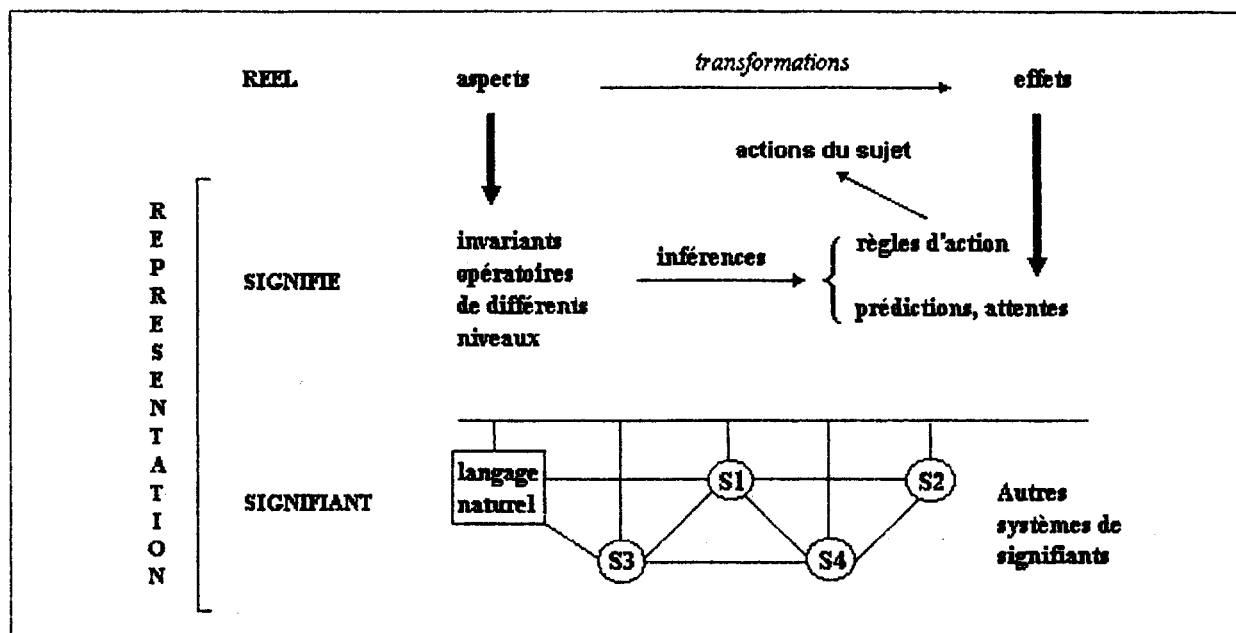 REEL
aspects
transformations
effets
actions du sujet
REPRESENTATION
SIGNIFIE
invariants
opératoires
de différents
niveaux
inférences
règles d'action
prédictions, attentes
SIGNIFIANT
langage
naturel
S1
S2
S3
S4
Autres
systèmes de
signifiants